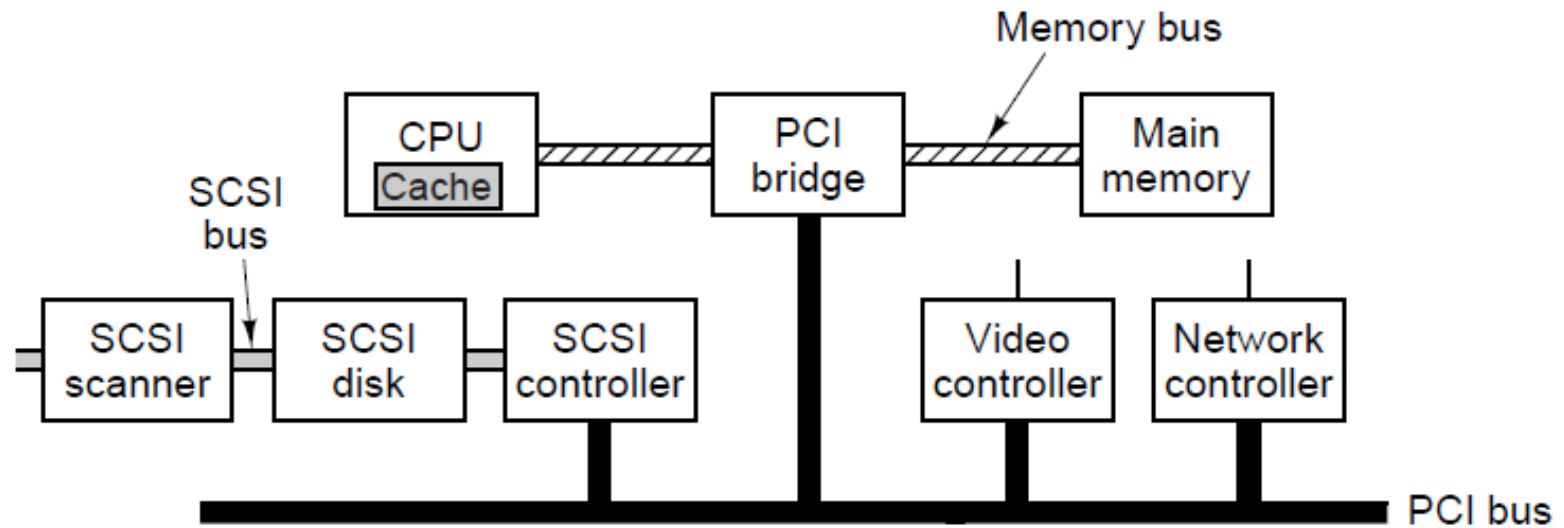 Memory bus
CPU
Cache
PCI
bridge
Main
memory
SCSI
bus
SCSI
scanner
SCSI
disk
SCSI
controller
Video
controller
Network
controller
PCI bus